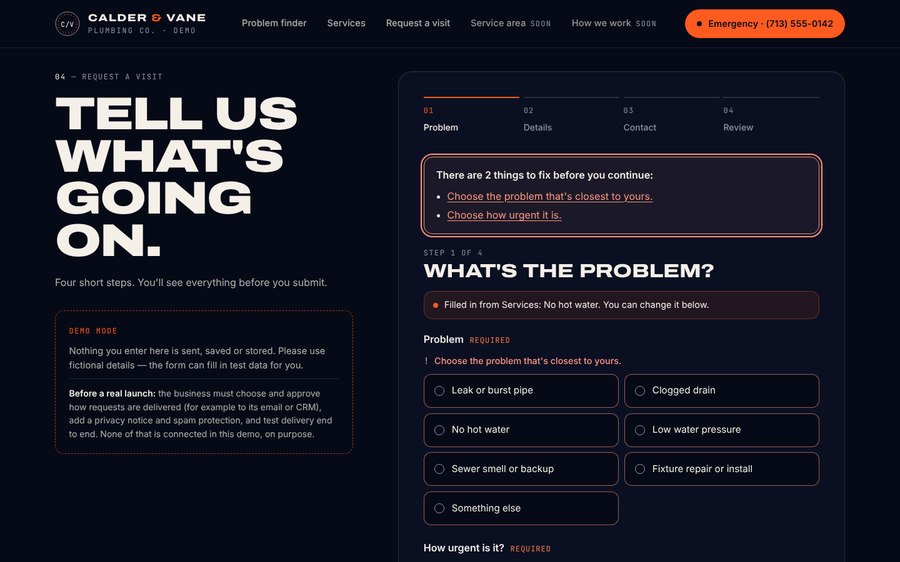 C/V
CALDER & VANE
PLUMBING CO. · DEMO
Problem finder
Services
Request a visit
Service area SOON
How we work SOON
Emergency · (713) 555-0142
04 — REQUEST A VISIT
TELL US
WHAT'S
GOING
ON.
Four short steps. You'll see everything before you submit.
DEMO MODE
Nothing you enter here is sent, saved or stored. Please use
fictional details — the form can fill in test data for you.
Before a real launch: the business must choose and approve
how requests are delivered (for example to its email or CRM),
add a privacy notice and spam protection, and test delivery end
to end. None of that is connected in this demo, on purpose.
01
Problem
02
Details
03
Contact
04
Review
There are 2 things to fix before you continue:
• Choose the problem that's closest to yours.
• Choose how urgent it is.
STEP 1 OF 4
WHAT'S THE PROBLEM?
Filled in from Services: No hot water. You can change it below.
Problem REQUIRED
! Choose the problem that's closest to yours.
Leak or burst pipe
Clogged drain
No hot water
Low water pressure
Sewer smell or backup
Fixture repair or install
Something else
How urgent is it? REQUIRED